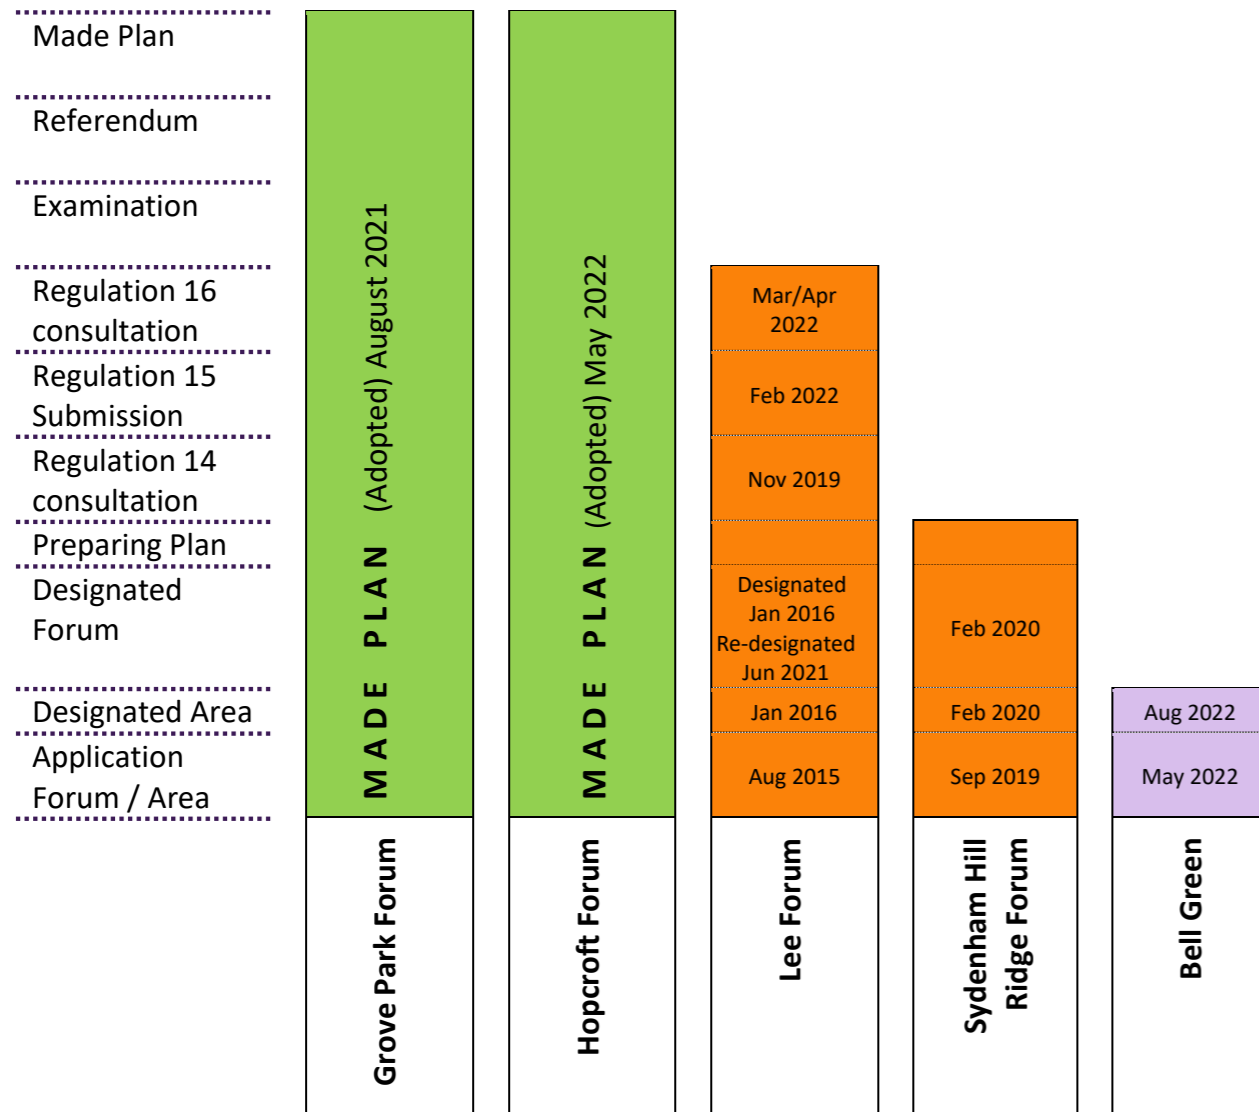 Made Plan
Referendum
Examination
Regulation 16
consultation
Regulation 15
Submission
Regulation 14
consultation
Preparing Plan
Designated
Forum
Designated Area
Application
Forum / Area
MADE PLAN (Adopted) August 2021
Grove Park Forum
MADE PLAN (Adopted) May 2022
Hopcroft Forum
Mar/Apr
2022
Feb 2022
Nov 2019
Designated
Jan 2016
Re-designated
Jun 2021
Jan 2016
Aug 2015
Lee Forum
Feb 2020
Feb 2020
Sep 2019
Sydenham Hill
Ridge Forum
Aug 2022
May 2022
Bell Green